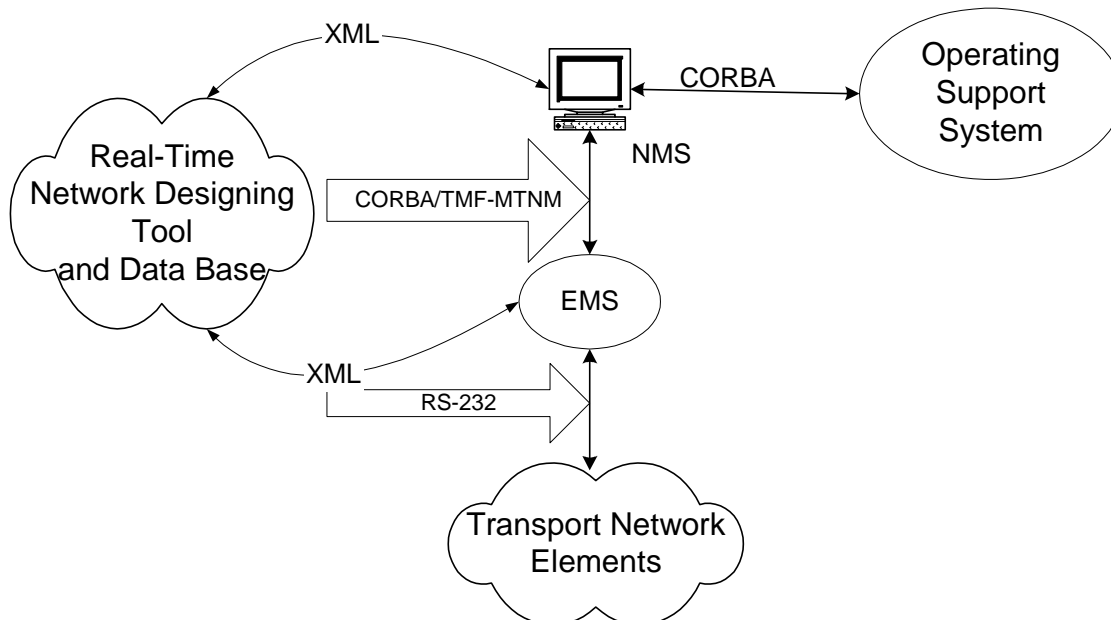 XML
CORBA
Operating
Support
System
NMS
Real-Time
Network Designing
Tool
and Data Base
CORBA/TMF-MTNM
EMS
XML
RS-232
Transport Network
Elements